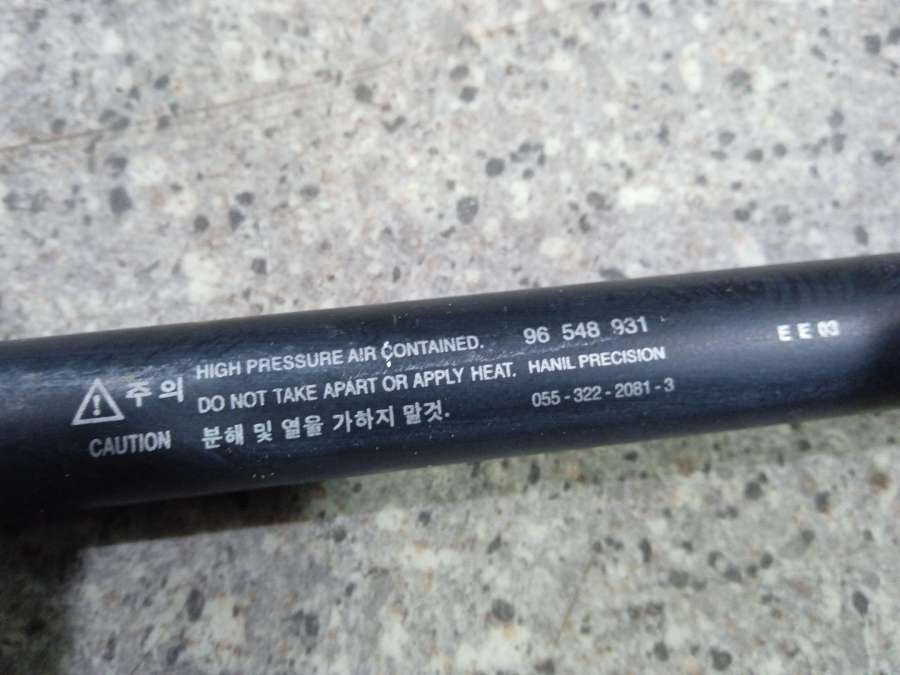 주의
CAUTION
HIGH PRESSURE AIR CONTAINED.
DO NOT TAKE APART OR APPLY HEAT.
분해 및 열을 가하지 말것.
96 548 931
HANIL PRECISION
055-322-2081-3
E E 03